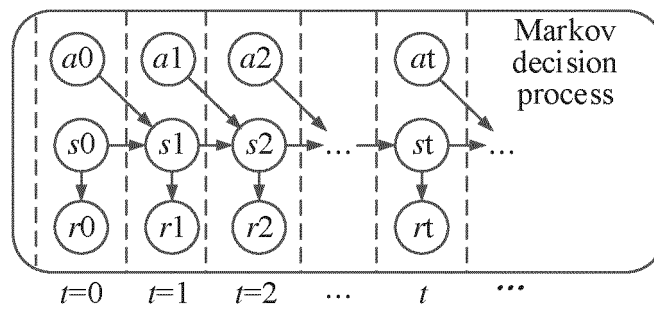 a0 a1 a2 at Markov
decision
process
s0 s1 s2 ... st ...
r0 r1 r2 rt
t=0 t=1 t=2 ... t ...